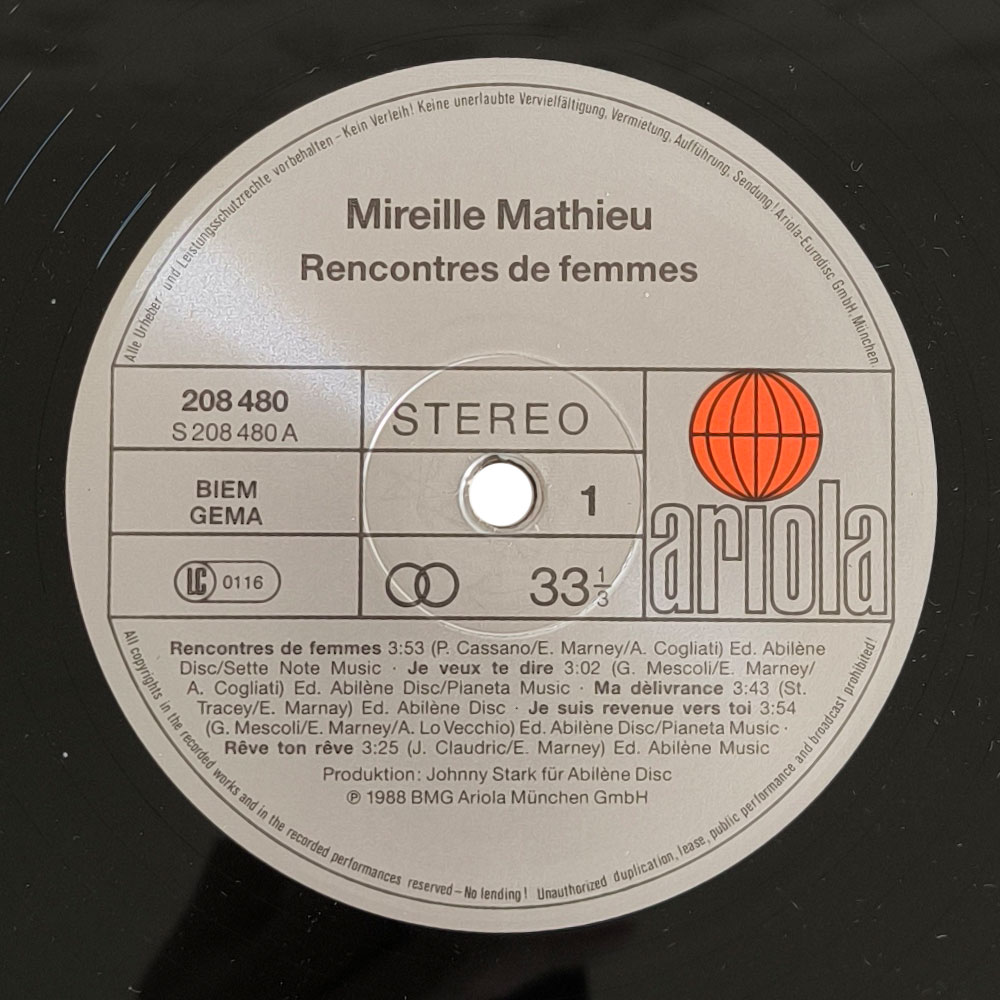 Alle Urheber- und Leistungsschutzrechte vorbehalten – Kein Verleih! Keine unerlaubte Vervielfältigung, Vermietung, Aufführung, Sendung! Ariola-Eurodisc GmbH, München.
Mireille Mathieu
Rencontres de femmes
208 480
S 208 480 A
STEREO
BIEM
GEMA
1
LC 0116
33 1/3
ariola
Rencontres de femmes 3:53 (P. Cassano/E. Marney/A. Cogliati) Ed. Abilène
Disc/Sette Note Music · Je veux te dire 3:02 (G. Mescoli/E. Marney/
A. Cogliati) Ed. Abilène Disc/Pianeta Music · Ma dèlivrance 3:43 (St.
Tracey/E. Marnay) Ed. Abilène Disc · Je suis revenue vers toi 3:54
(G. Mescoli/E. Marney/A. Lo Vecchio) Ed. Abilène Disc/Pianeta Music ·
Rêve ton rêve 3:25 (J. Claudric/E. Marney) Ed. Abilène Music
Produktion: Johnny Stark für Abilène Disc
℗ 1988 BMG Ariola München GmbH
All copyrights in the recorded works and in the recorded performances reserved – No lending! Unauthorized duplication, lease, public performance and broadcast prohibited!